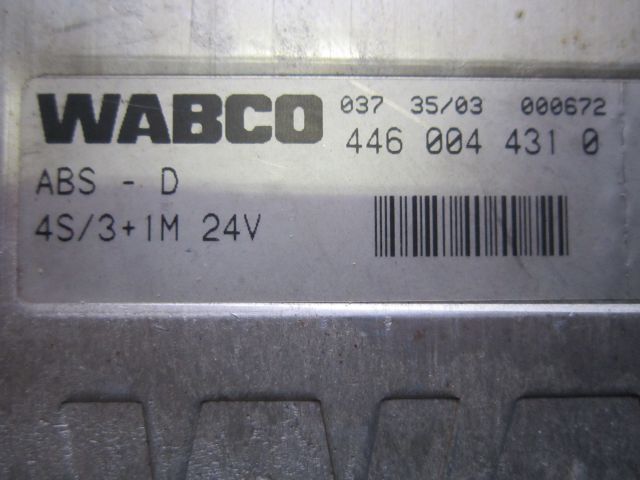 WABCO 037 35/03 000672
446 004 431 0
ABS - D
4S/3+1M 24V